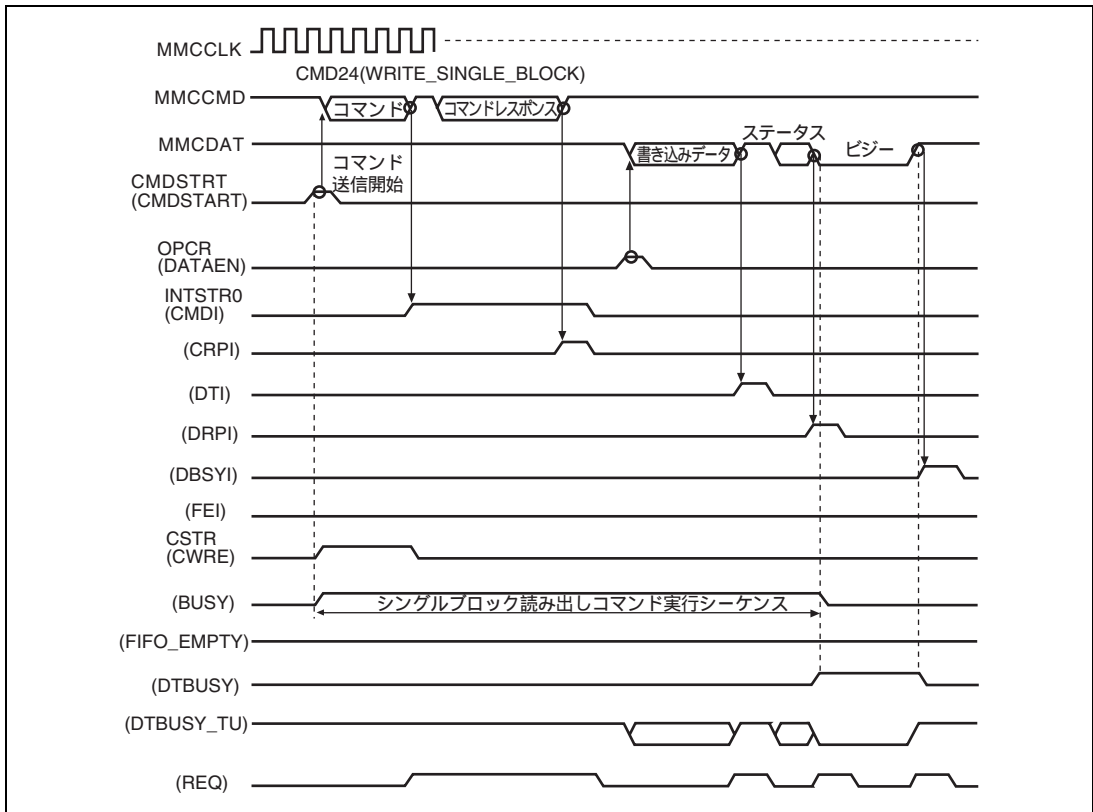 MMCCLK
CMD24(WRITE_SINGLE_BLOCK)
MMCCMD
コマンド
コマンドレスポンス
MMCDAT
書き込みデータ
ステータス
ビジー
コマンド
送信開始
CMDSTRT
(CMDSTART)
OPCR
(DATAEN)
INTSTR0
(CMDI)
(CRPI)
(DTI)
(DRPI)
(DBSYI)
(FEI)
CSTR
(CWRE)
(BUSY)
シングルブロック読み出しコマンド実行シーケンス
(FIFO_EMPTY)
(DTBUSY)
(DTBUSY_TU)
(REQ)